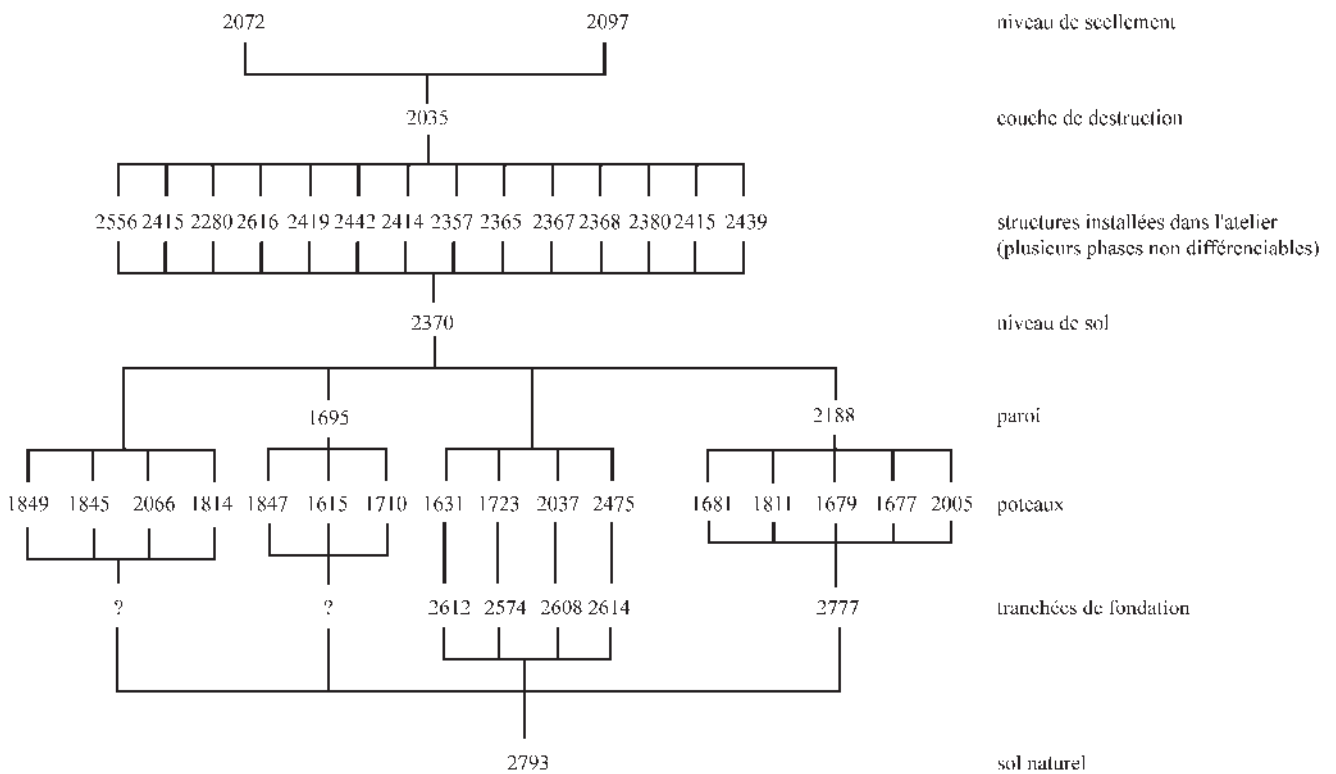 2072 2097 niveau de scellement
2035 couche de destruction
2556 2415 2280 2616 2419 2442 2414 2357 2365 2367 2368 2380 2415 2439 structures installées dans l'atelier
(plusieurs phases non différenciables)
2370 niveau de sol
1695 2188 paroi
1849 1845 2066 1814 1847 1615 1710 1631 1723 2037 2475 1681 1811 1679 1677 2005 poteaux
? ? 2612 2574 2608 2614 2777 tranchées de fondation
2793 sol naturel